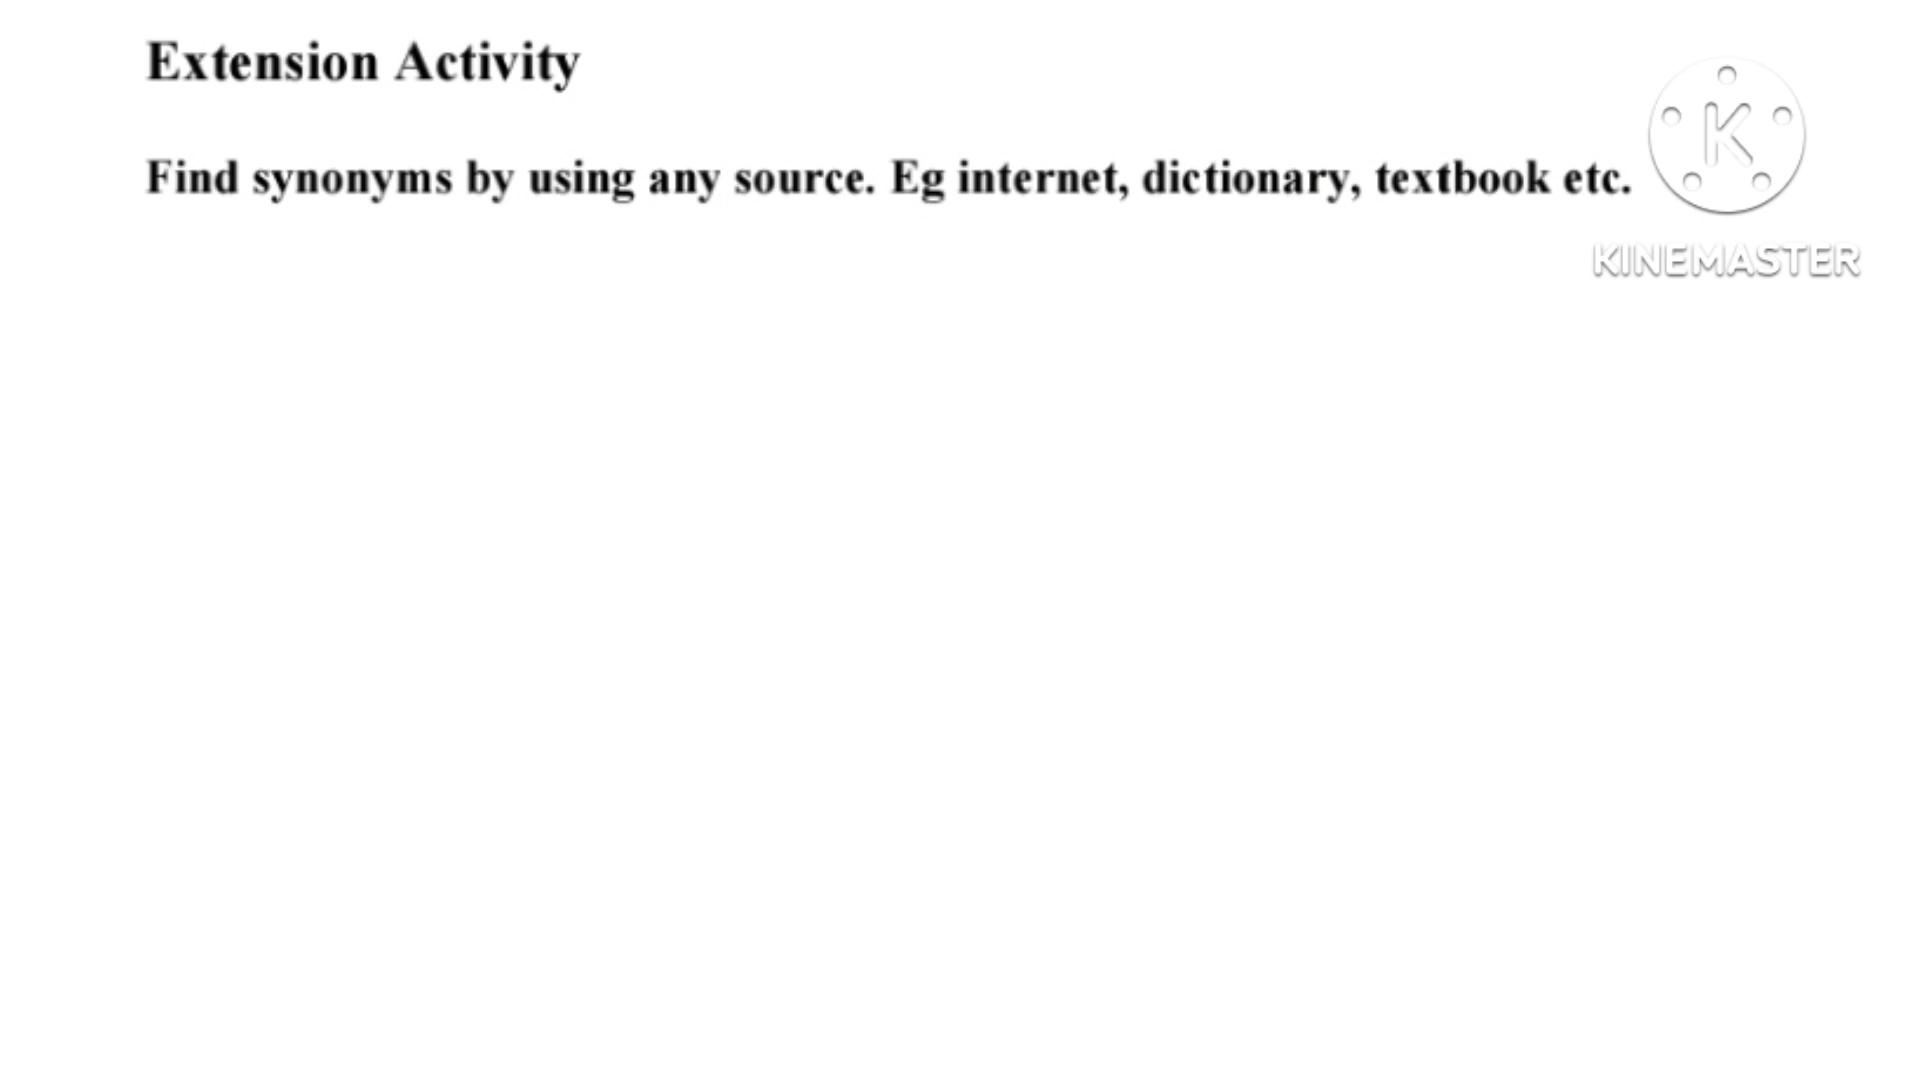 Extension Activity
Find synonyms by using any source. Eg internet, dictionary, textbook etc.
K
KINEMASTER